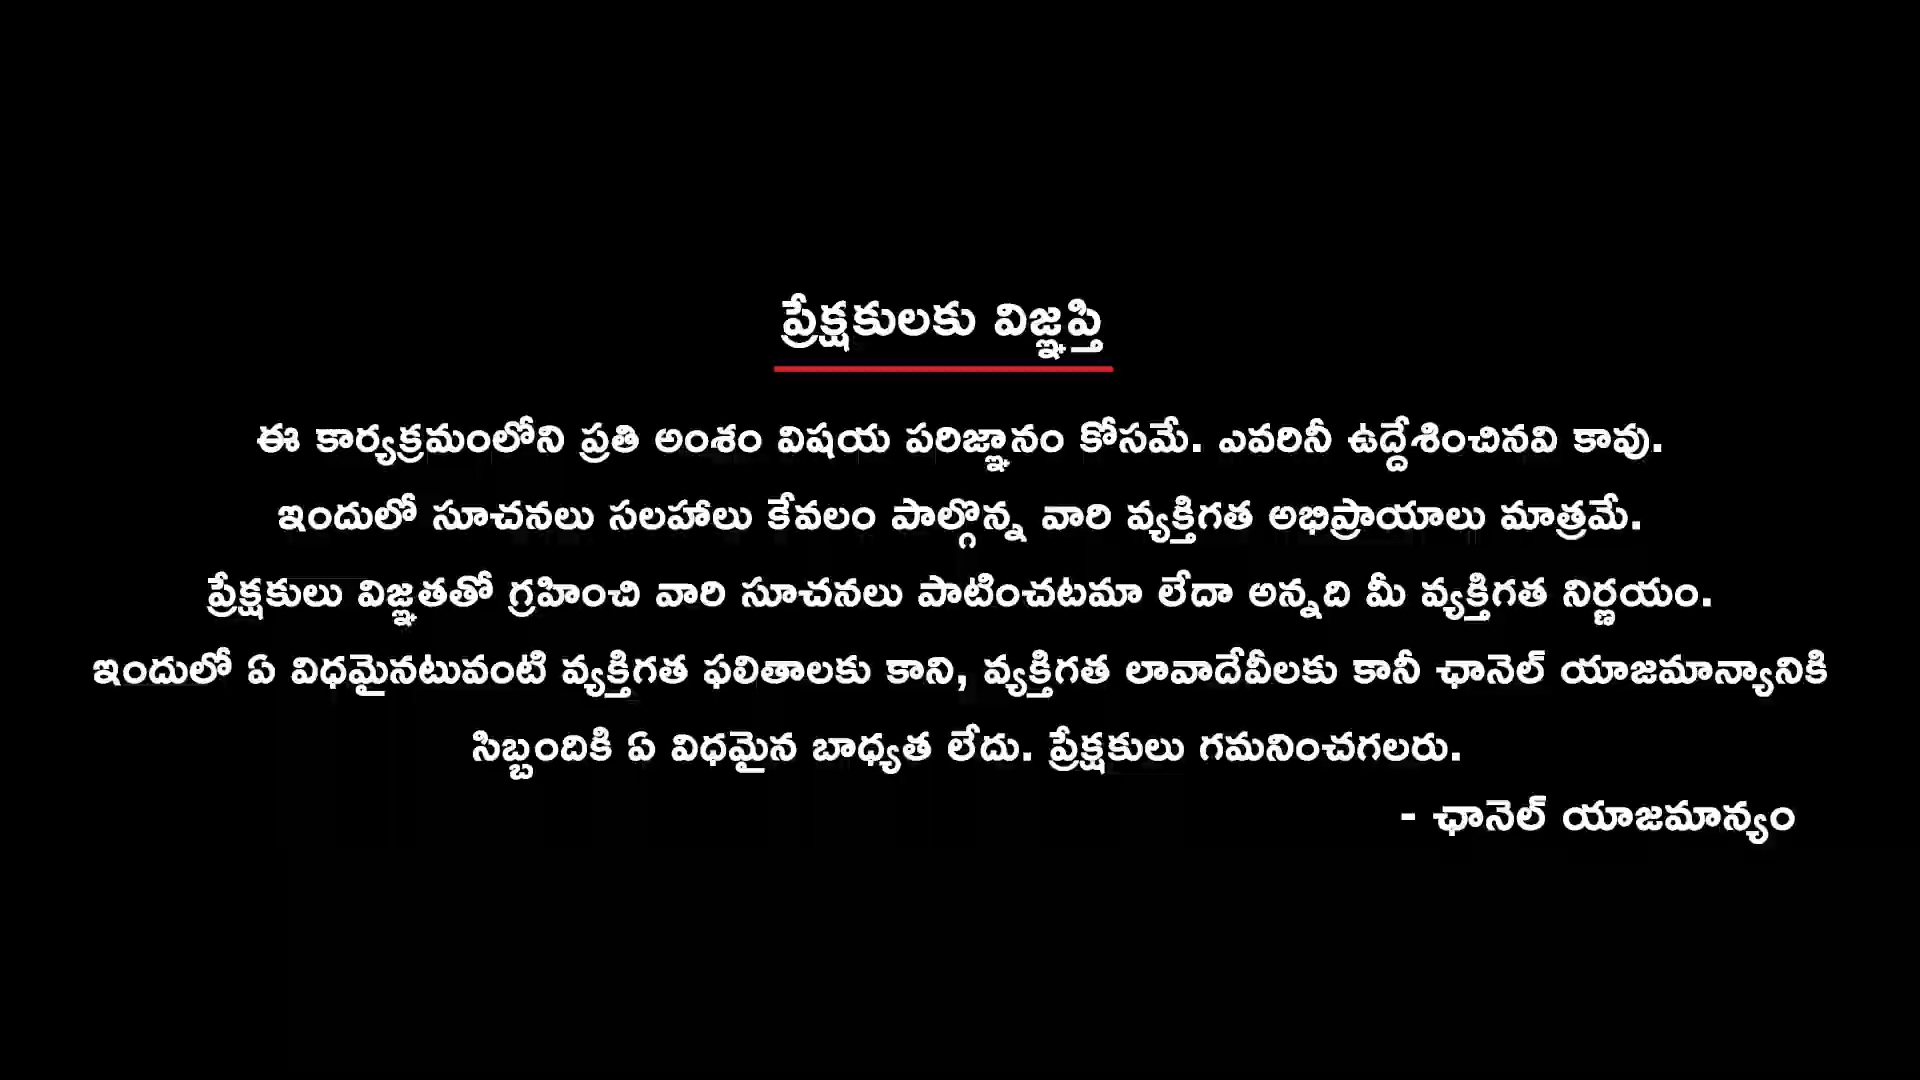 ప్రేక్షకులకు విజ్ఞప్తి
ఈ కార్యక్రమంలోని ప్రతి అంశం విషయ పరిజ్ఞానం కోసమే. ఎవరినీ ఉద్దేశించినవి కావు.
ఇందులో సూచనలు సలహాలు కేవలం పాల్గొన్న వారి వ్యక్తిగత అభిప్రాయాలు మాత్రమే.
ప్రేక్షకులు విజ్ఞతతో గ్రహించి వారి సూచనలు పాటించటమా లేదా అన్నది మీ వ్యక్తిగత నిర్ణయం.
ఇందులో ఏ విధమైనటువంటి వ్యక్తిగత ఫలితాలకు కాని, వ్యక్తిగత లావాదేవీలకు కానీ ఛానెల్ యాజమాన్యానికి
సిబ్బందికి ఏ విధమైన బాధ్యత లేదు. ప్రేక్షకులు గమనించగలరు.
- ఛానెల్ యాజమాన్యం